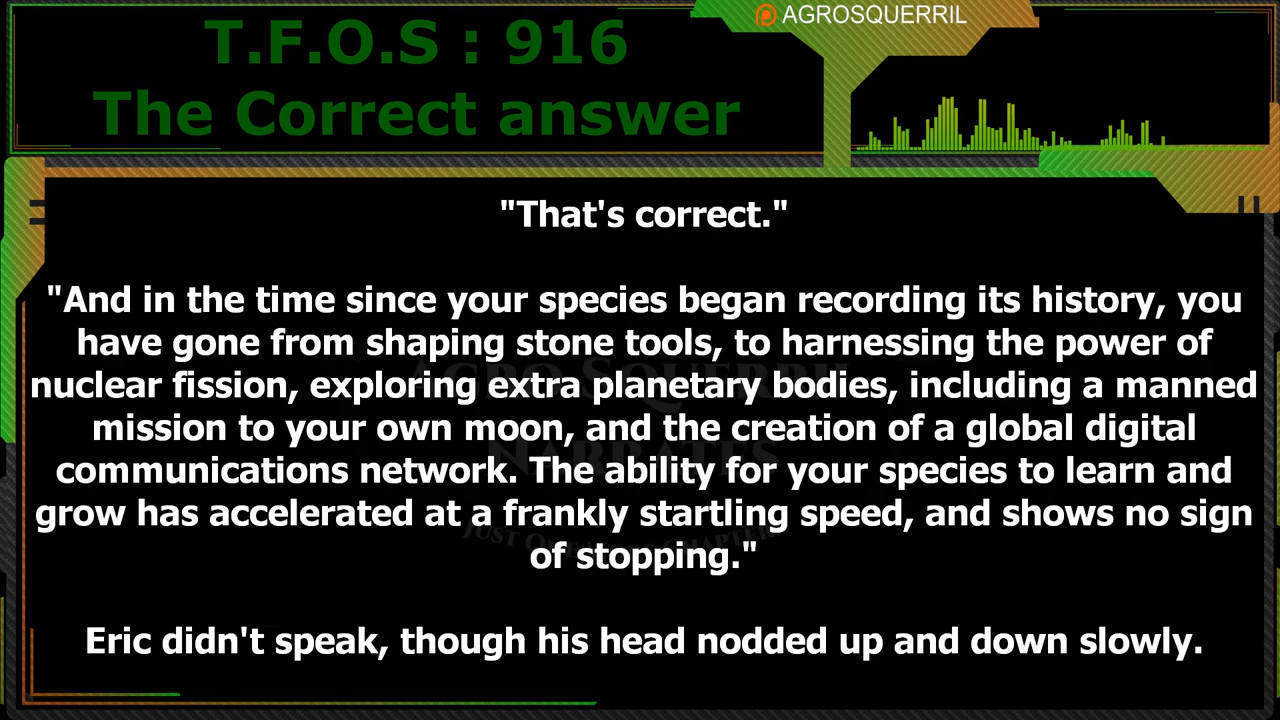 T.F.O.S : 916
The Correct answer
AGROSQUERRIL
"That's correct."
"And in the time since your species began recording its history, you
have gone from shaping stone tools, to harnessing the power of
nuclear fission, exploring extra planetary bodies, including a manned
mission to your own moon, and the creation of a global digital
communications network. The ability for your species to learn and
grow has accelerated at a frankly startling speed, and shows no sign
of stopping."
Eric didn't speak, though his head nodded up and down slowly.